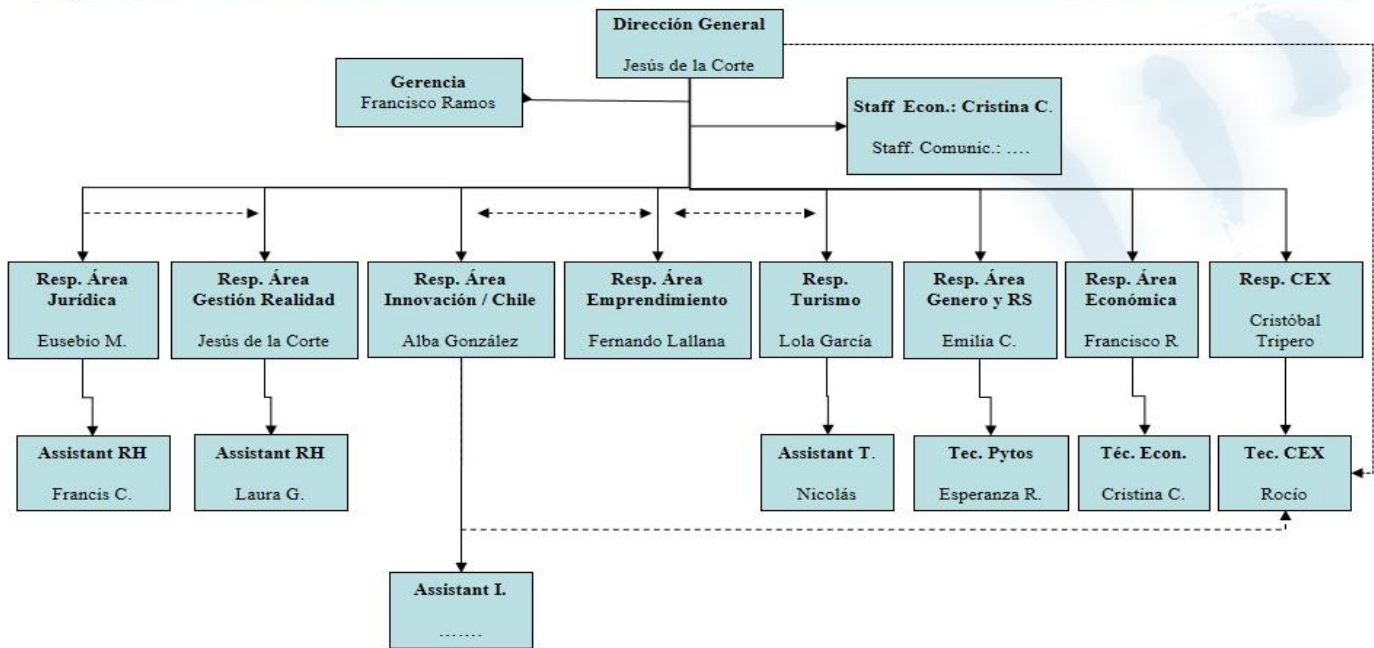 Dirección General
Jesús de la Corte
Gerencia
Francisco Ramos
Staff Econ.: Cristina C.
Staff. Comunic.: ….
Resp. Área
Jurídica
Eusebio M.
Resp. Área
Gestión Realidad
Jesús de la Corte
Resp. Área
Innovación / Chile
Alba González
Resp. Área
Emprendimiento
Fernando Lallana
Resp.
Turismo
Lola García
Resp. Área
Genero y RS
Emilia C.
Resp. Área
Económica
Francisco R
Resp. CEX
Cristóbal
Tripero
Assistant RH
Francis C.
Assistant RH
Laura G.
Assistant T.
Nicolás
Tec. Pytos
Esperanza R.
Téc. Econ.
Cristina C.
Tec. CEX
Rocío
Assistant I.
…….